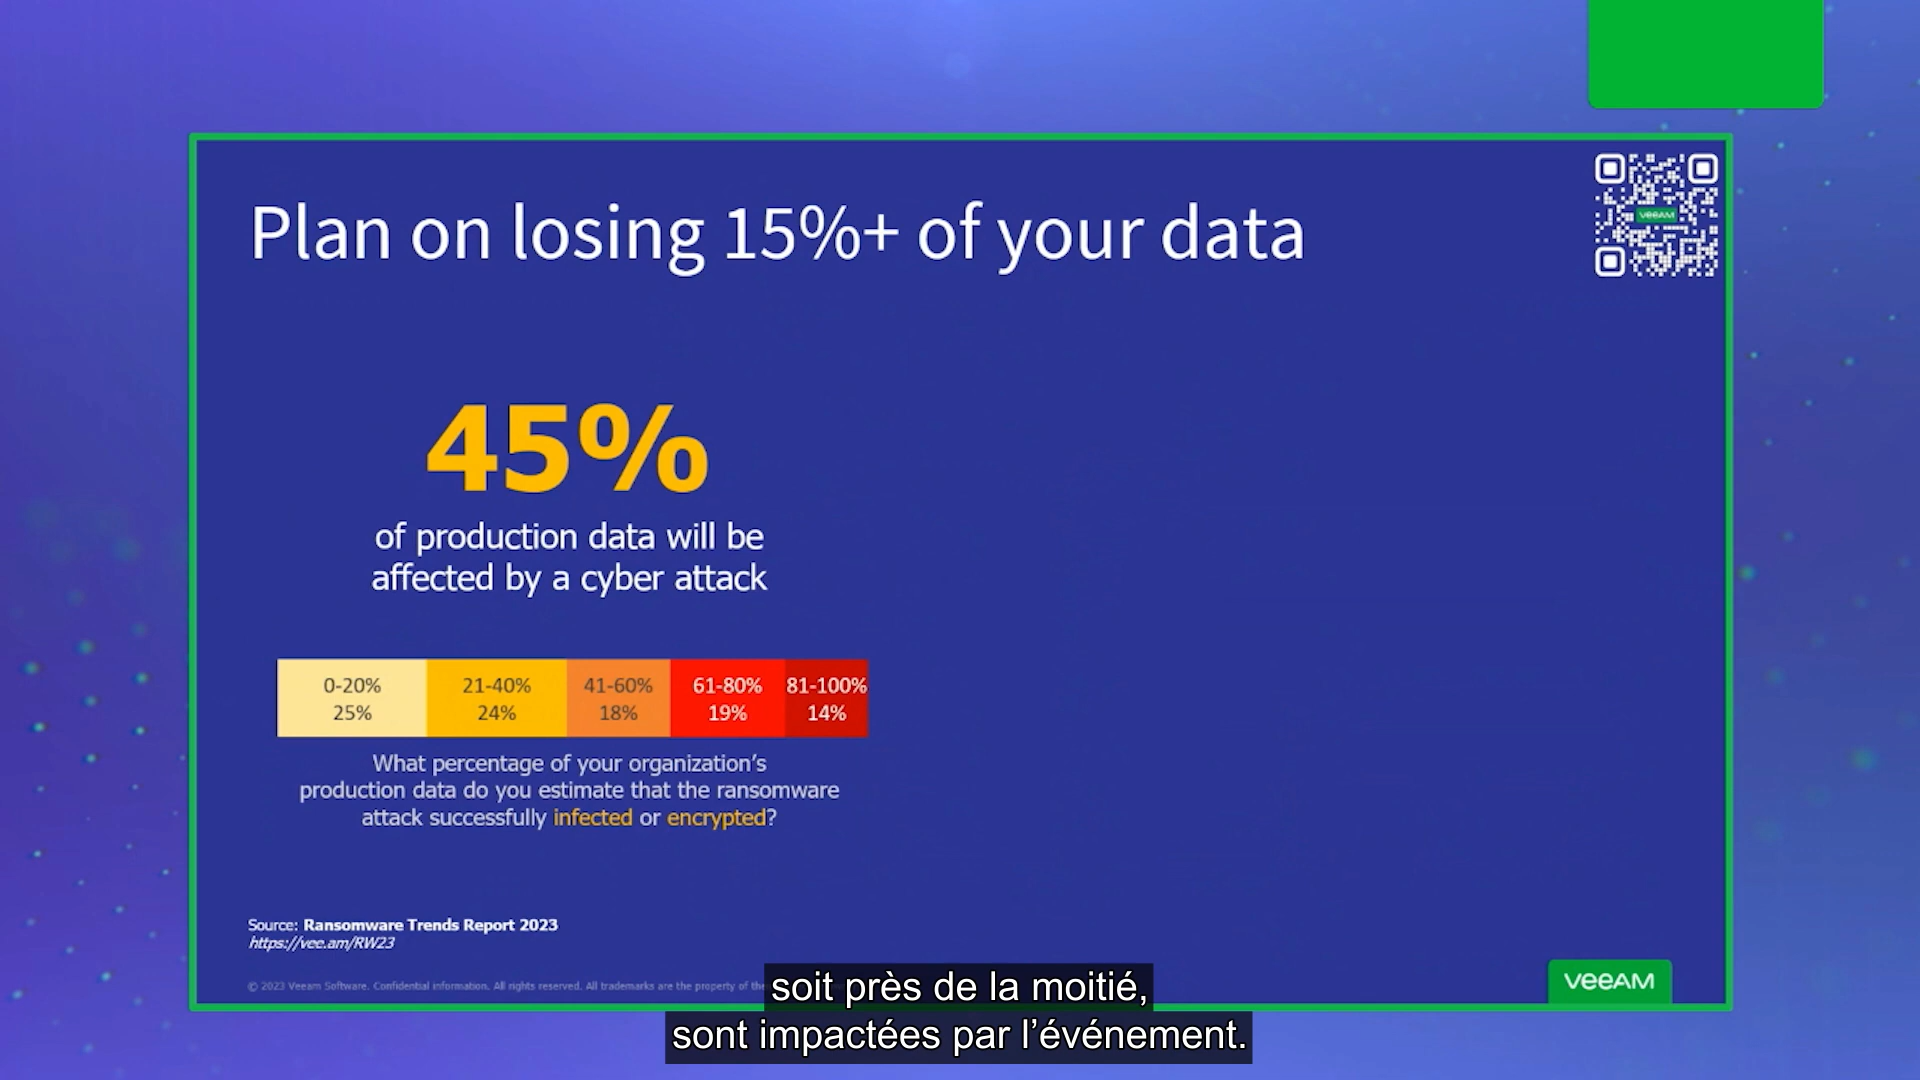 Plan on losing 15%+ of your data
VEEAM
45%
of production data will be
affected by a cyber attack
0-20% 21-40% 41-60% 61-80% 81-100%
25% 24% 18% 19% 14%
What percentage of your organization's
production data do you estimate that the ransomware
attack successfully infected or encrypted?
Source: Ransomware Trends Report 2023
https://vee.am/RW23
© 2023 Veeam Software. Confidential information. All rights reserved. All trademarks are the property of the
VEEAM
soit près de la moitié,
sont impactées par l’événement.